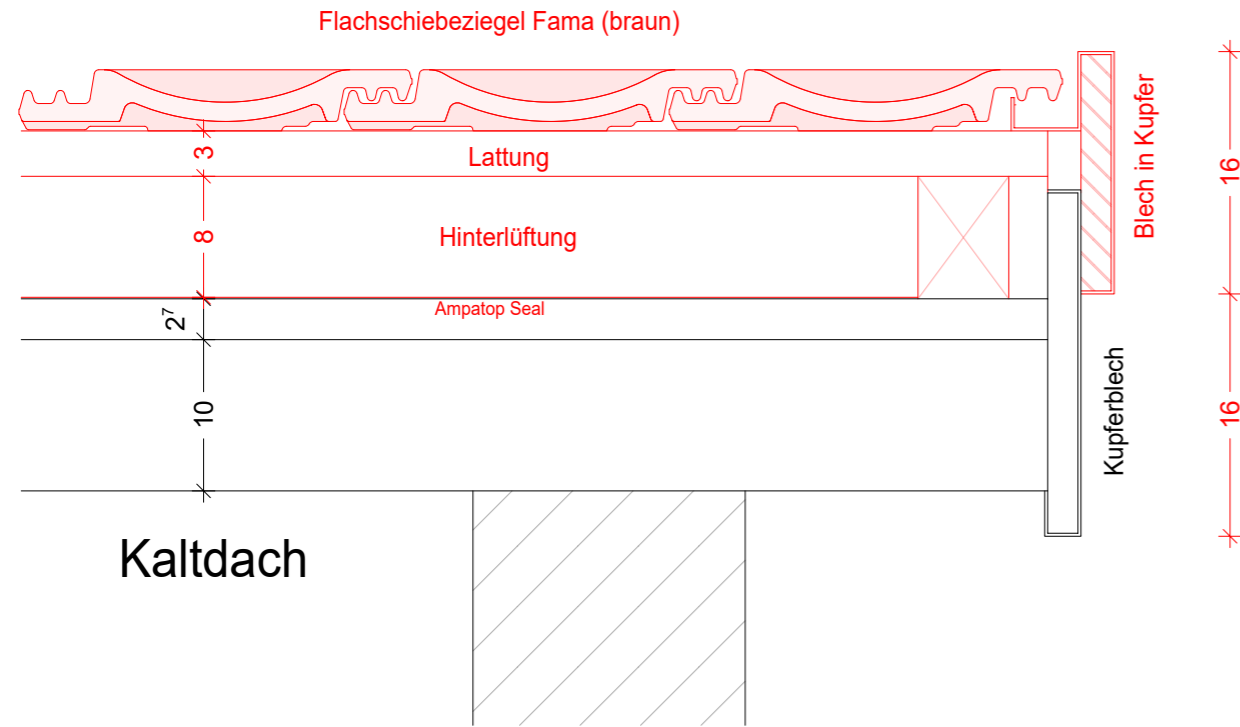 Flachschiebeziegel Fama (braun)
3
Lattung
Blech in Kupfer
16
8
Hinterlüftung
Ampatop Seal
2⁷
10
Kupferblech
16
Kaltdach